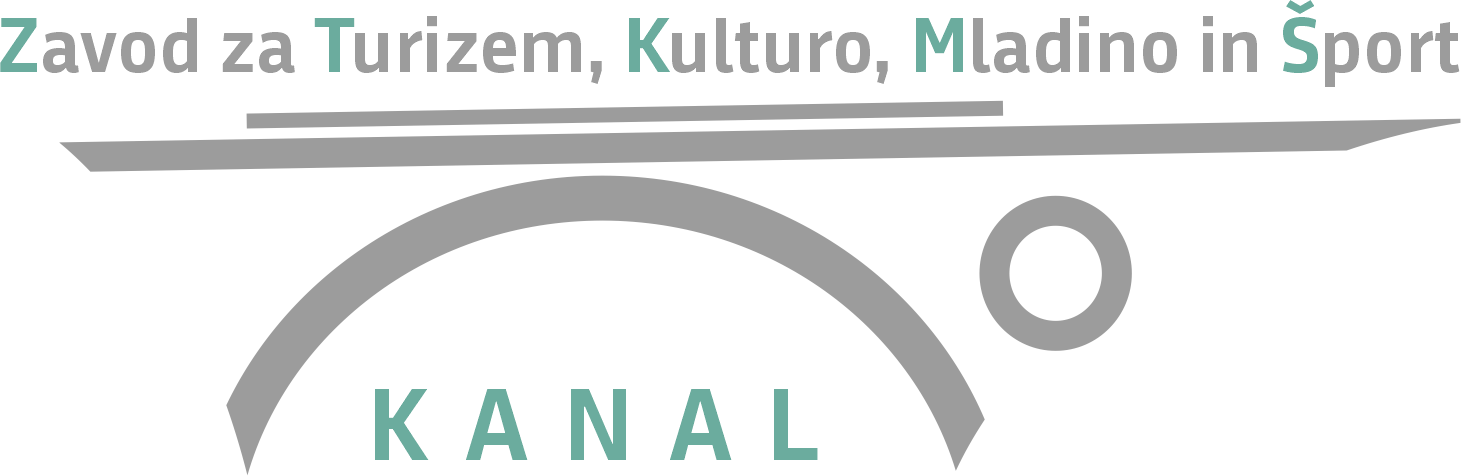 Zavod za Turizem, Kulturo, Mladino in Šport
KANAL